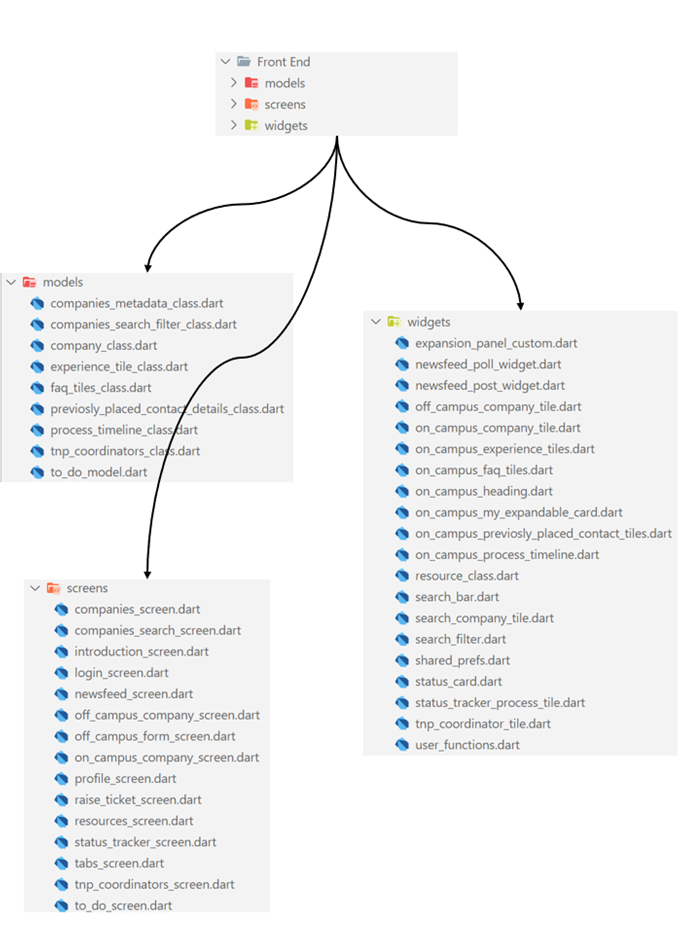 Front End
models
screens
widgets
models
companies_metadata_class.dart
companies_search_filter_class.dart
company_class.dart
experience_tile_class.dart
faq_tiles_class.dart
previosly_placed_contact_details_class.dart
process_timeline_class.dart
tnp_coordinators_class.dart
to_do_model.dart
widgets
expansion_panel_custom.dart
newsfeed_poll_widget.dart
newsfeed_post_widget.dart
off_campus_company_tile.dart
on_campus_company_tile.dart
on_campus_experience_tiles.dart
on_campus_faq_tiles.dart
on_campus_heading.dart
on_campus_my_expandable_card.dart
on_campus_previosly_placed_contact_tiles.dart
on_campus_process_timeline.dart
resource_class.dart
search_bar.dart
search_company_tile.dart
search_filter.dart
shared_prefs.dart
status_card.dart
status_tracker_process_tile.dart
tnp_coordinator_tile.dart
user_functions.dart
screens
companies_screen.dart
companies_search_screen.dart
introduction_screen.dart
login_screen.dart
newsfeed_screen.dart
off_campus_company_screen.dart
off_campus_form_screen.dart
on_campus_company_screen.dart
profile_screen.dart
raise_ticket_screen.dart
resources_screen.dart
status_tracker_screen.dart
tabs_screen.dart
tnp_coordinators_screen.dart
to_do_screen.dart